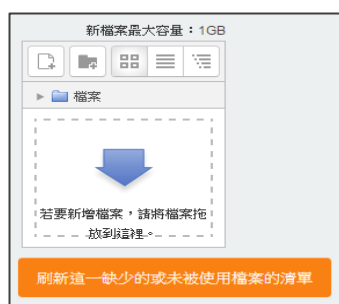 新檔案最大容量：1GB
檔案
若要新增檔案，請將檔案拖
放到這裡。
刷新這一缺少的或未被使用檔案的清單